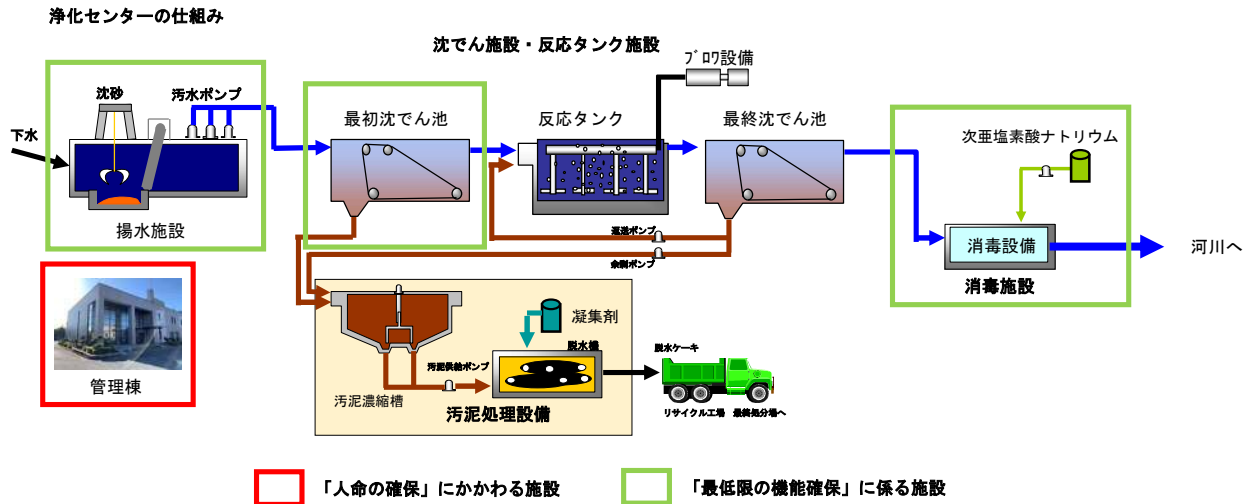 浄化センターの仕組み
沈でん施設・反応タンク施設
ブロワ設備
沈砂
汚水ポンプ
下水
揚水施設
最初沈でん池
反応タンク
最終沈でん池
次亜塩素酸ナトリウム
消毒設備
消毒施設
河川へ
返送ポンプ
余剰ポンプ
管理棟
凝集剤
脱水機
汚泥供給ポンプ
汚泥濃縮槽
汚泥処理設備
脱水ケーキ
リサイクル工場 最終処分場へ
「人命の確保」にかかわる施設
「最低限の機能確保」に係る施設